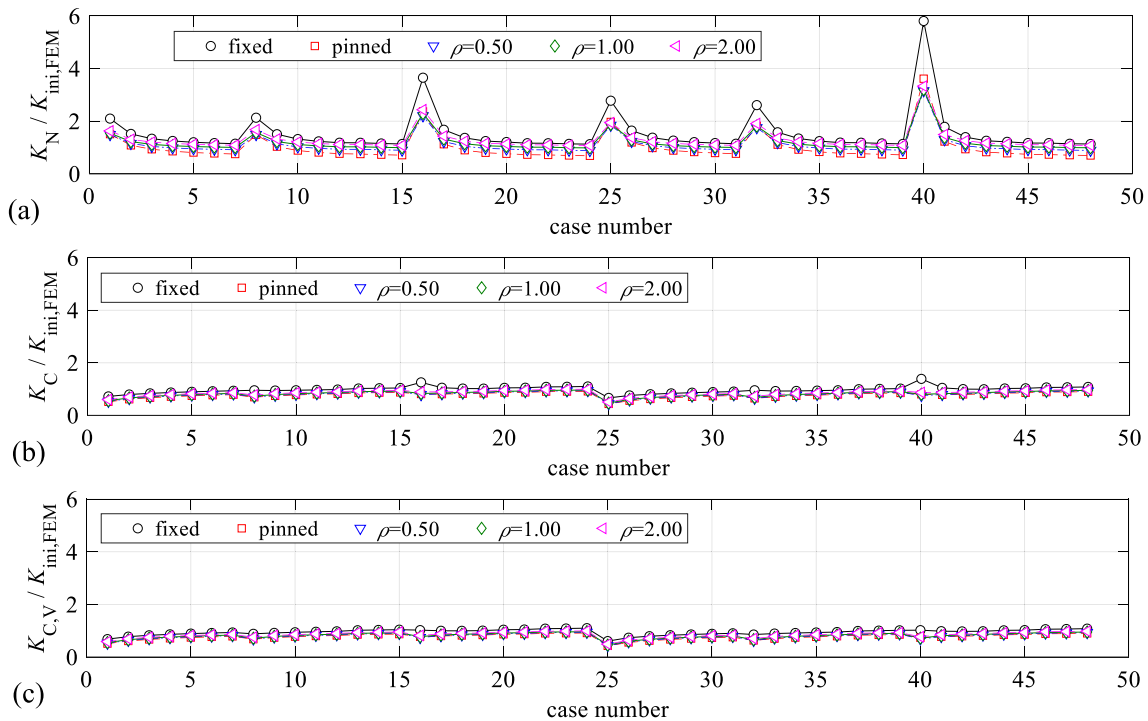 6
4
2
0
K_N / K_ini,FEM
fixed pinned ρ=0.50 ρ=1.00 ρ=2.00
0 5 10 15 20 25 30 35 40 45 50
(a)
case number
6
4
2
0
K_C / K_ini,FEM
fixed pinned ρ=0.50 ρ=1.00 ρ=2.00
0 5 10 15 20 25 30 35 40 45 50
(b)
case number
6
4
2
0
K_C,V / K_ini,FEM
fixed pinned ρ=0.50 ρ=1.00 ρ=2.00
0 5 10 15 20 25 30 35 40 45 50
(c)
case number